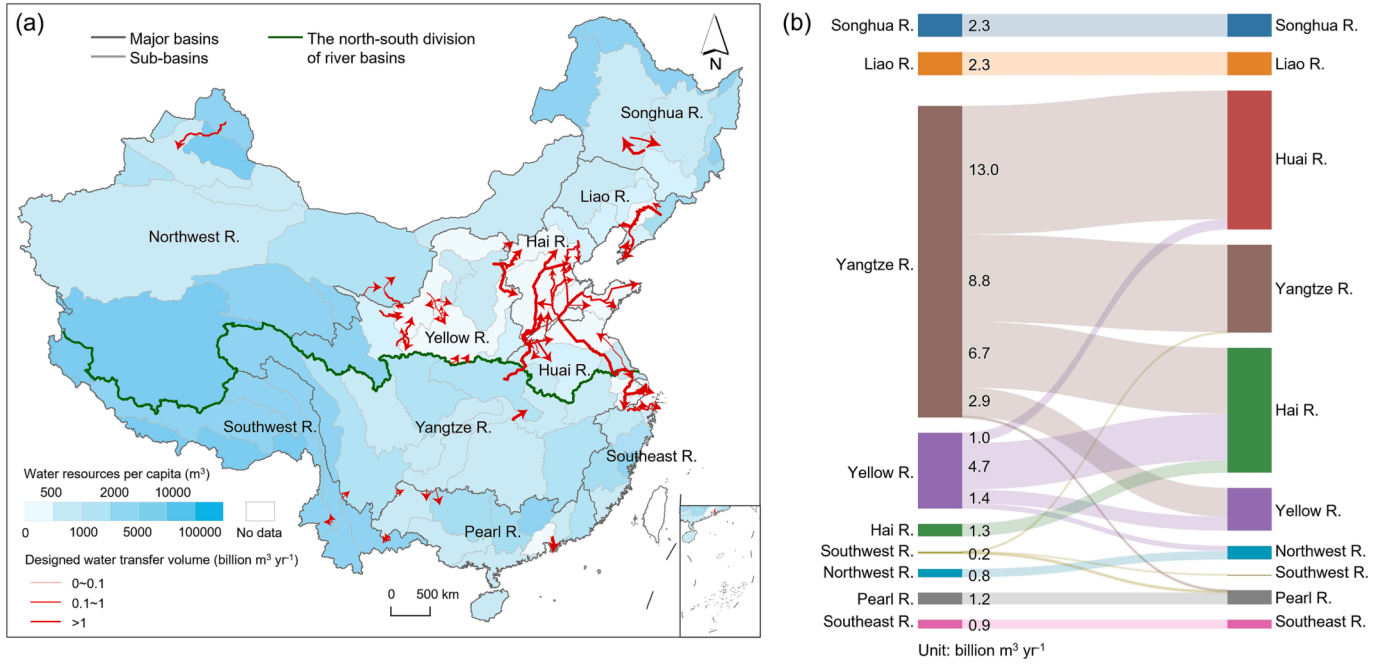 (a)
Major basins
Sub-basins
The north-south division
of river basins
N
Songhua R.
Liao R.
Northwest R.
Hai R.
Yellow R.
Huai R.
Southwest R.
Yangtze R.
Southeast R.
Pearl R.
Water resources per capita (m³)
500 2000 10000
0 1000 5000 100000
No data
Designed water transfer volume (billion m³ yr⁻¹)
0~0.1
0.1~1
>1
0 500 km
(b)
Songhua R. 2.3 Songhua R.
Liao R. 2.3 Liao R.
13.0 Huai R.
Yangtze R. 8.8 Yangtze R.
6.7
2.9 Hai R.
1.0
Yellow R. 4.7
1.4 Yellow R.
Hai R. 1.3
Southwest R. 0.2 Northwest R.
Northwest R. 0.8 Southwest R.
Pearl R. 1.2 Pearl R.
Southeast R. 0.9 Southeast R.
Unit: billion m³ yr⁻¹